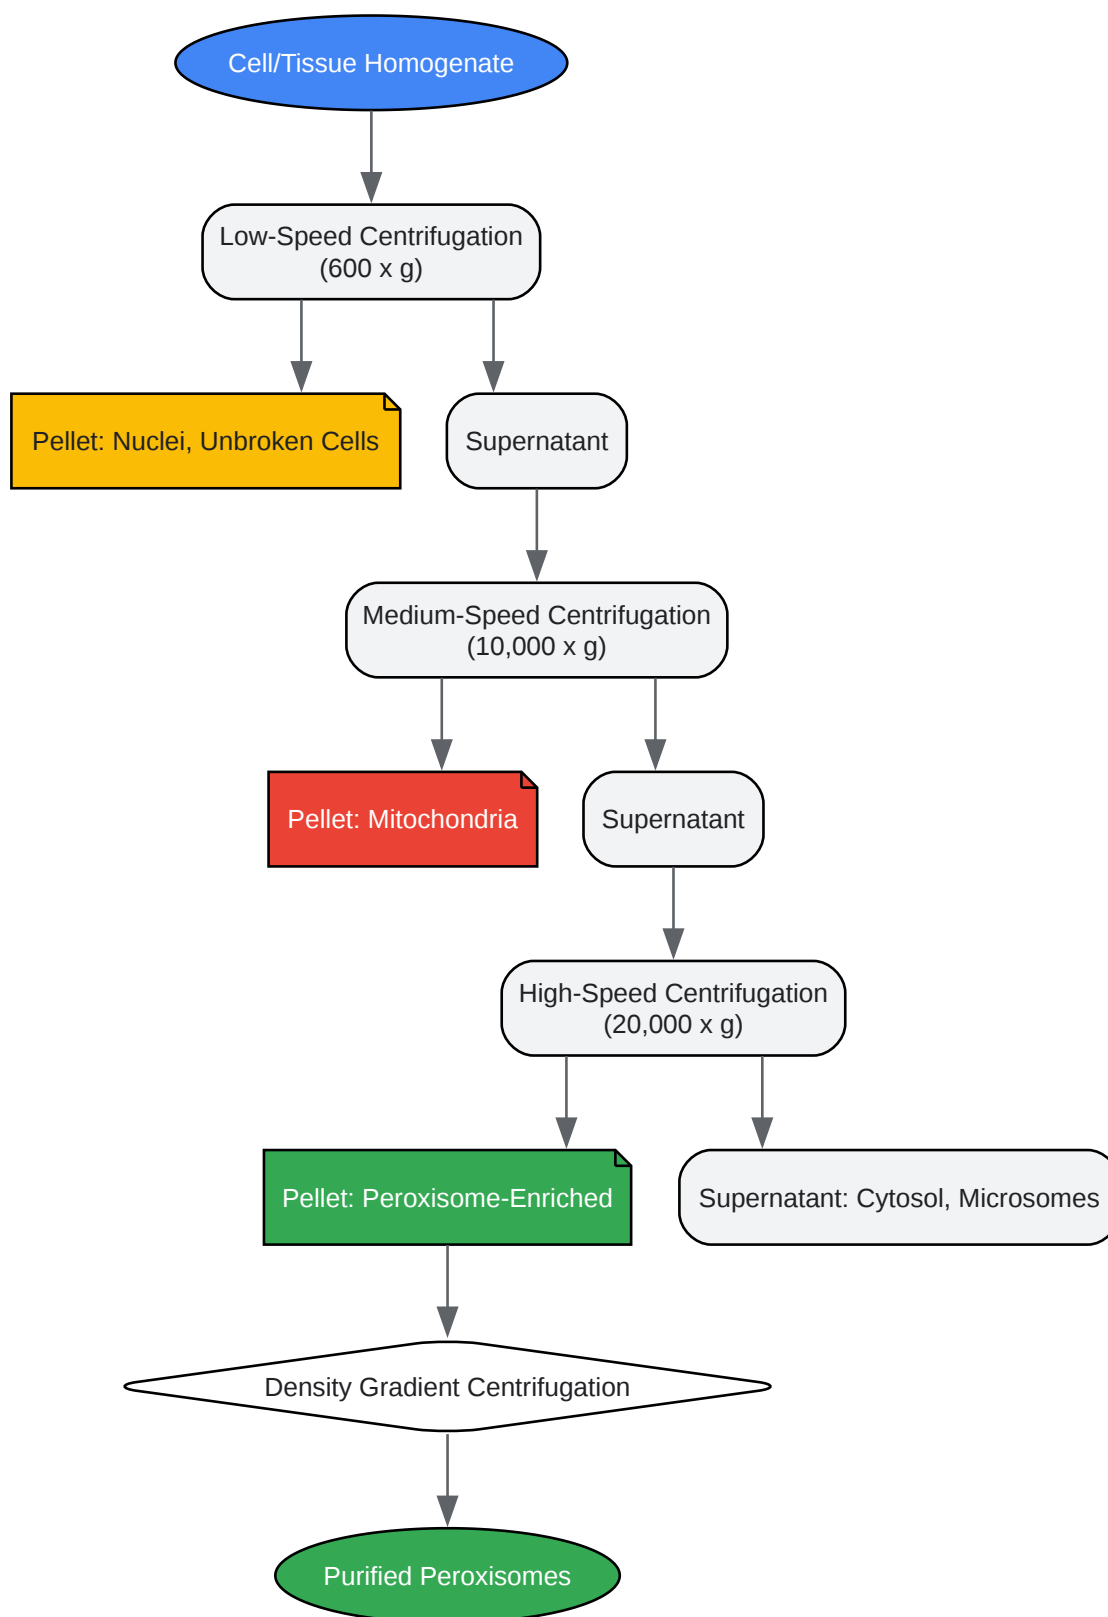 Cell/Tissue Homogenate
Low-Speed Centrifugation
(600 x g)
Pellet: Nuclei, Unbroken Cells
Supernatant
Medium-Speed Centrifugation
(10,000 x g)
Pellet: Mitochondria
Supernatant
High-Speed Centrifugation
(20,000 x g)
Pellet: Peroxisome-Enriched
Supernatant: Cytosol, Microsomes
Density Gradient Centrifugation
Purified Peroxisomes